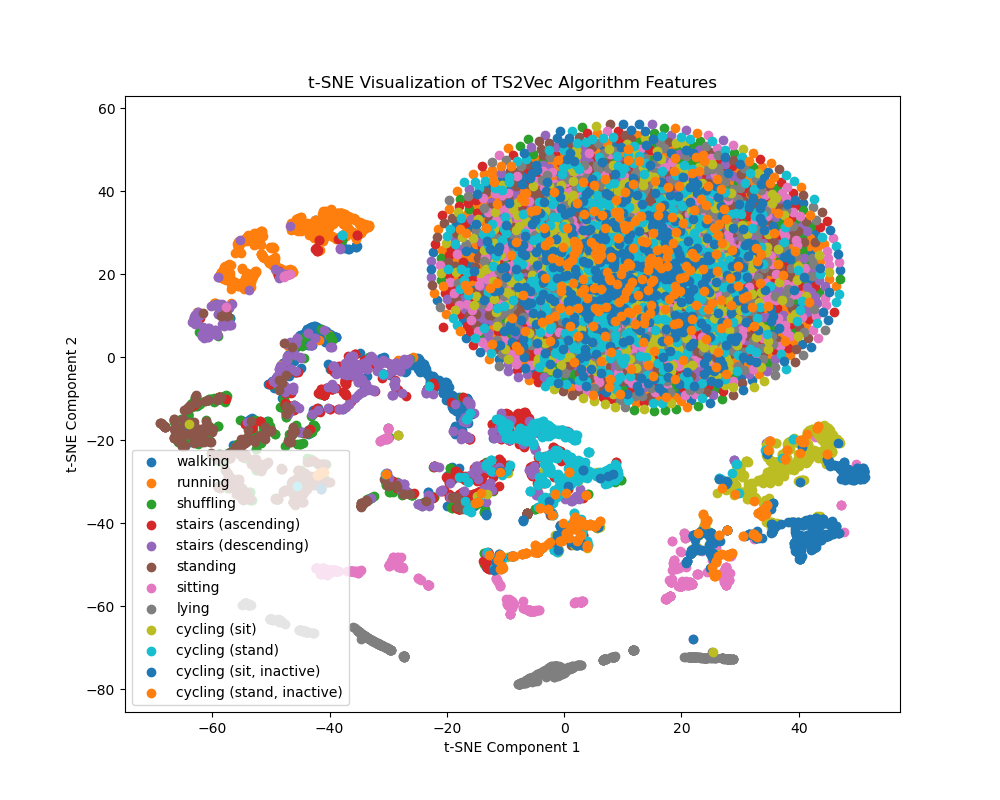 t-SNE Visualization of TS2Vec Algorithm Features
60
40
20
0
−20
−40
−60
−80
t-SNE Component 2
walking
running
shuffling
stairs (ascending)
stairs (descending)
standing
sitting
lying
cycling (sit)
cycling (stand)
cycling (sit, inactive)
cycling (stand, inactive)
−60
−40
−20
0
20
40
t-SNE Component 1